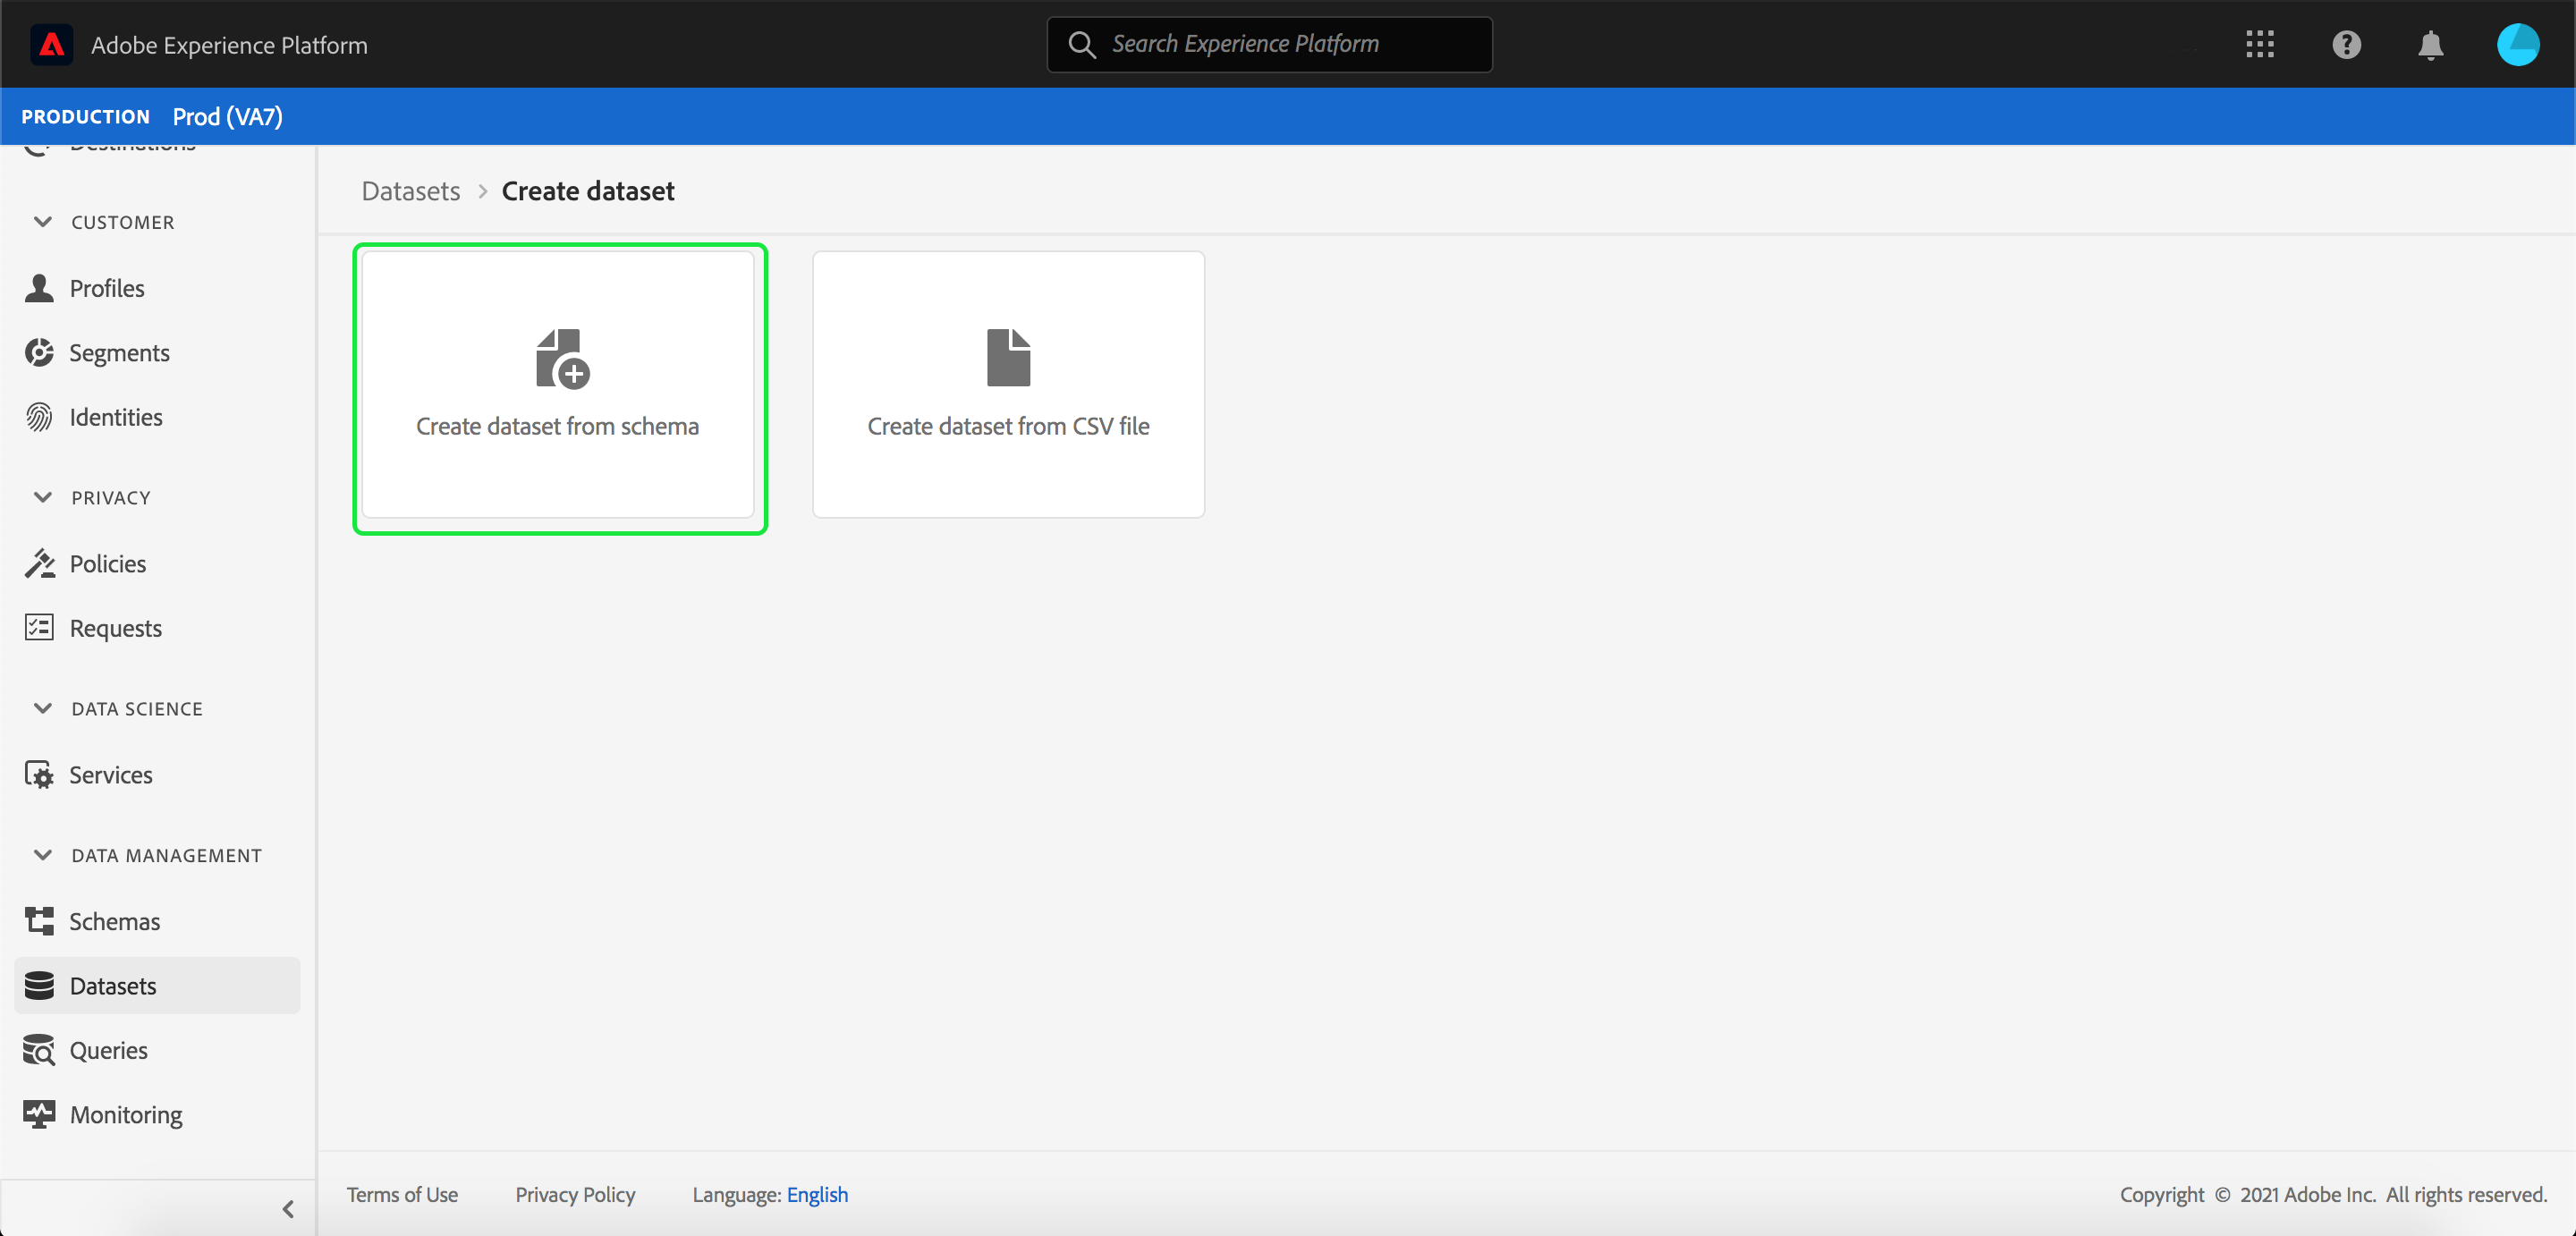 Adobe Experience Platform
Search Experience Platform
PRODUCTION Prod (VA7)
Destinations
CUSTOMER
Profiles
Segments
Identities
PRIVACY
Policies
Requests
DATA SCIENCE
Services
DATA MANAGEMENT
Schemas
Datasets
Queries
Monitoring
Datasets > Create dataset
Create dataset from schema
Create dataset from CSV file
Terms of Use Privacy Policy Language: English
Copyright © 2021 Adobe Inc. All rights reserved.